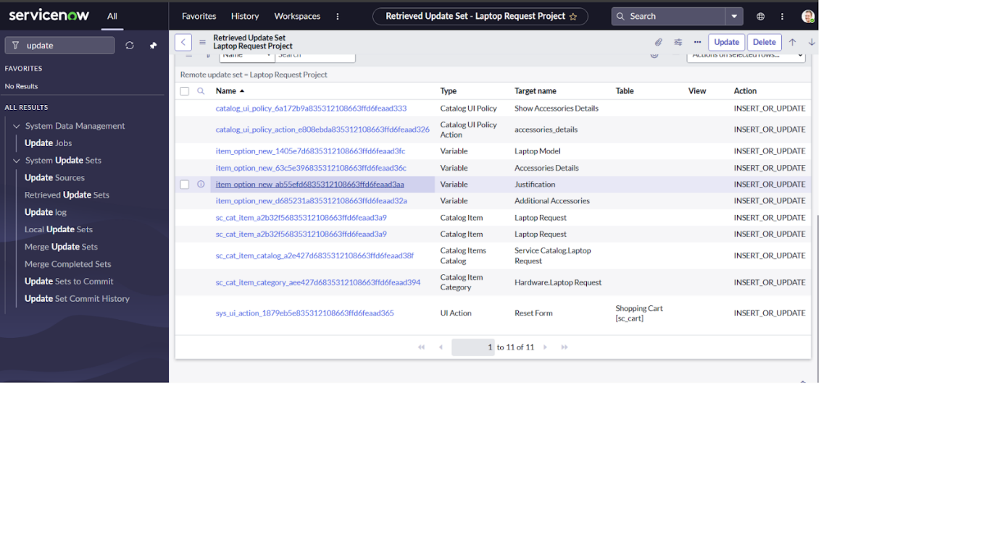 servicenow
All
Favorites
History
Workspaces
Retrieved Update Set - Laptop Request Project
Search
update
FAVORITES
No Results
ALL RESULTS
System Data Management
Update Jobs
System Update Sets
Update Sources
Retrieved Update Sets
Update log
Local Update Sets
Merge Update Sets
Merge Completed Sets
Update Sets to Commit
Update Set Commit History
Retrieved Update Set
Laptop Request Project
Update
Delete
Name
Search
Actions on selected rows...
Remote update set = Laptop Request Project
Name Type Target name Table View Action
catalog_ui_policy_6a172b9a835312108663ffd6feaad333 Catalog UI Policy Show Accessories Details INSERT_OR_UPDATE
catalog_ui_policy_action_e808ebda835312108663ffd6feaad326 Catalog UI Policy Action accessories_details INSERT_OR_UPDATE
item_option_new_1405e7d6835312108663ffd6feaad3fc Variable Laptop Model INSERT_OR_UPDATE
item_option_new_63c5e396835312108663ffd6feaad36c Variable Accessories Details INSERT_OR_UPDATE
item_option_new_ab55efd6835312108663ffd6feaad3aa Variable Justification INSERT_OR_UPDATE
item_option_new_d685231a835312108663ffd6feaad32a Variable Additional Accessories INSERT_OR_UPDATE
sc_cat_item_a2b32f56835312108663ffd6feaad3a9 Catalog Item Laptop Request INSERT_OR_UPDATE
sc_cat_item_a2b32f56835312108663ffd6feaad3a9 Catalog Item Laptop Request INSERT_OR_UPDATE
sc_cat_item_catalog_a2e427d6835312108663ffd6feaad38f Catalog Items Catalog Service Catalog.Laptop Request INSERT_OR_UPDATE
sc_cat_item_category_aee427d6835312108663ffd6feaad394 Catalog Item Category Hardware.Laptop Request INSERT_OR_UPDATE
sys_ui_action_1879eb5e835312108663ffd6feaad365 UI Action Reset Form Shopping Cart [sc_cart] INSERT_OR_UPDATE
1 to 11 of 11